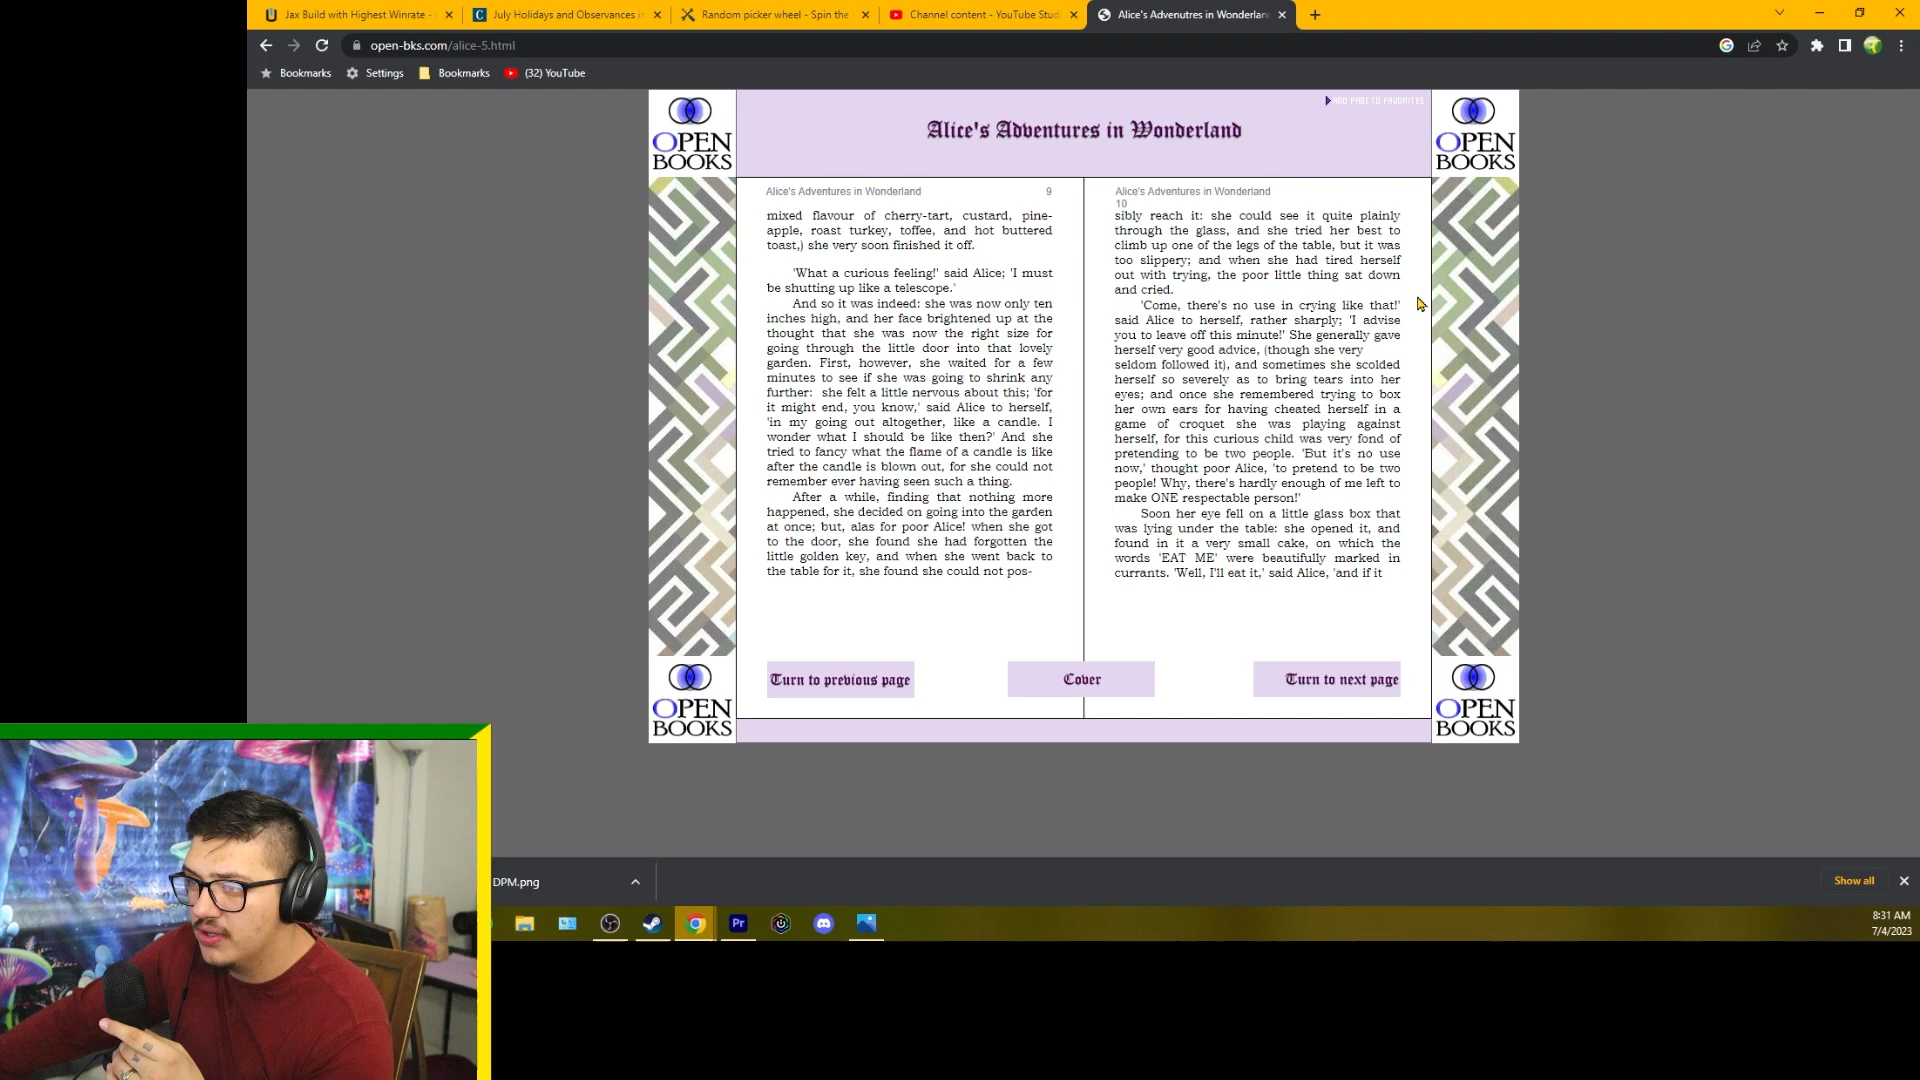 Jax Build with Highest Winrate -
July Holidays and Observances i
Random picker wheel - Spin the
Channel content - YouTube Stud
Alice's Advenutres in Wonderlan
open-bks.com/alice-5.html
Bookmarks
Settings
Bookmarks
(32) YouTube
OPEN
BOOKS
ADD PAGE TO FAVORITES
Alice's Adventures in Wonderland
OPEN
BOOKS
Alice's Adventures in Wonderland 9
mixed flavour of cherry-tart, custard, pine-
apple, roast turkey, toffee, and hot buttered
toast,) she very soon finished it off.
'What a curious feeling!' said Alice; 'I must
be shutting up like a telescope.'
And so it was indeed: she was now only ten
inches high, and her face brightened up at the
thought that she was now the right size for
going through the little door into that lovely
garden. First, however, she waited for a few
minutes to see if she was going to shrink any
further: she felt a little nervous about this; 'for
it might end, you know,' said Alice to herself,
'in my going out altogether, like a candle. I
wonder what I should be like then?' And she
tried to fancy what the flame of a candle is like
after the candle is blown out, for she could not
remember ever having seen such a thing.
After a while, finding that nothing more
happened, she decided on going into the garden
at once; but, alas for poor Alice! when she got
to the door, she found she had forgotten the
little golden key, and when she went back to
the table for it, she found she could not pos-
Alice's Adventures in Wonderland
10
sibly reach it: she could see it quite plainly
through the glass, and she tried her best to
climb up one of the legs of the table, but it was
too slippery; and when she had tired herself
out with trying, the poor little thing sat down
and cried.
'Come, there's no use in crying like that!'
said Alice to herself, rather sharply; 'I advise
you to leave off this minute!' She generally gave
herself very good advice, (though she very
seldom followed it), and sometimes she scolded
herself so severely as to bring tears into her
eyes; and once she remembered trying to box
her own ears for having cheated herself in a
game of croquet she was playing against
herself, for this curious child was very fond of
pretending to be two people. 'But it's no use
now,' thought poor Alice, 'to pretend to be two
people! Why, there's hardly enough of me left to
make ONE respectable person!'
Soon her eye fell on a little glass box that
was lying under the table: she opened it, and
found in it a very small cake, on which the
words 'EAT ME' were beautifully marked in
currants. 'Well, I'll eat it,' said Alice, 'and if it
Turn to previous page
Cover
Turn to next page
OPEN
BOOKS
OPEN
BOOKS
DPM.png
Show all
Pr
8:31 AM
7/4/2023